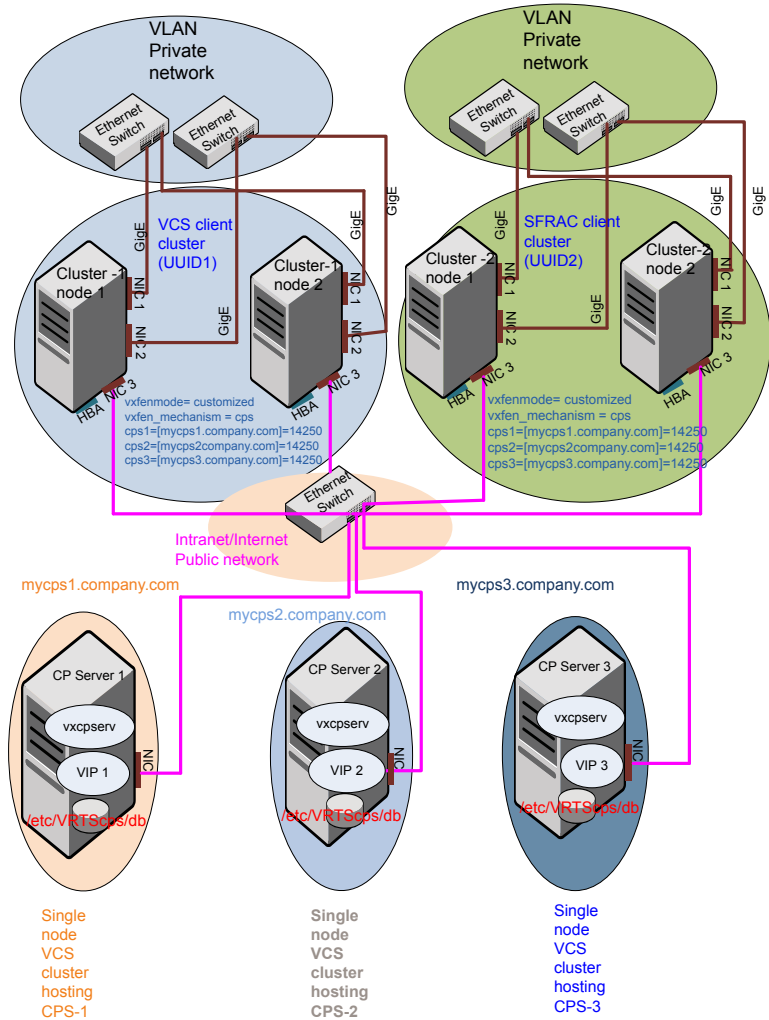 VLAN
Private
network
VLAN
Private
network
Ethernet
Switch
Ethernet
Switch
Ethernet
Switch
Ethernet
Switch
GigE
GigE
GigE
GigE
GigE
GigE
GigE
GigE
VCS client
cluster
(UUID1)
SFRAC client
cluster
(UUID2)
Cluster -1
node 1
Cluster-1
node 2
Cluster -2
node 1
Cluster-2
node 2
NIC 1
NIC 2
NIC 3
HBA
NIC 1
NIC 2
NIC 3
HBA
NIC 1
NIC 2
NIC 3
HBA
NIC 1
NIC 2
NIC 3
HBA
vxfenmode= customized
vxfen_mechanism = cps
cps1=[mycps1.company.com]=14250
cps2=[mycps2company.com]=14250
cps3=[mycps3.company.com]=14250
vxfenmode= customized
vxfen_mechanism = cps
cps1=[mycps1.company.com]=14250
cps2=[mycps2company.com]=14250
cps3=[mycps3.company.com]=14250
Ethernet
Switch
Intranet/Internet
Public network
mycps1.company.com
mycps2.company.com
mycps3.company.com
CP Server 1
vxcpserv
VIP 1
NIC
/etc/VRTScps/db
CP Server 2
vxcpserv
VIP 2
NIC
/etc/VRTScps/db
CP Server 3
vxcpserv
VIP 3
NIC
/etc/VRTScps/db
Single
node
VCS
cluster
hosting
CPS-1
Single
node
VCS
cluster
hosting
CPS-2
Single
node
VCS
cluster
hosting
CPS-3